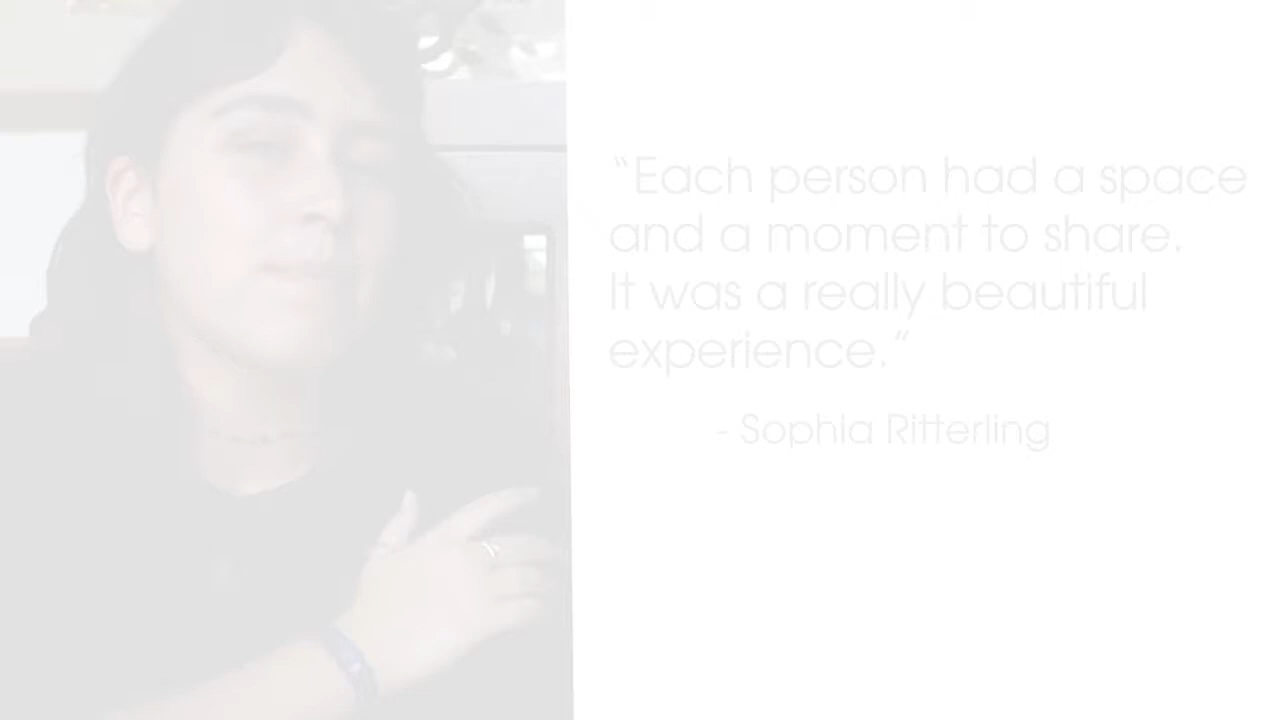 “Each person had a space
and a moment to share.
It was a really beautiful
experience.“
- Sophia Ritterling